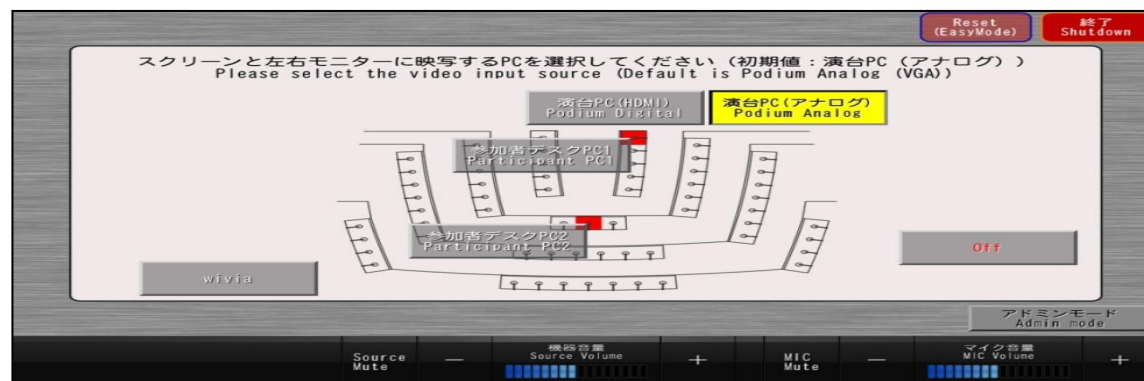 Reset
(EasyMode)
終了
Shutdown
スクリーンと左右モニターに映写するPCを選択してください（初期値：演台PC（アナログ））
Please select the video input source (Default is Podium Analog (VGA))
演台PC(HDMI)
Podium Digital
演台PC(アナログ)
Podium Analog
参加者デスクPC1
Participant PC1
参加者デスクPC2
Participant PC2
Off
wivia
アドミンモード
Admin mode
Source
Mute
－
機器音量
Source Volume
＋
MIC
Mute
－
マイク音量
MIC Volume
＋